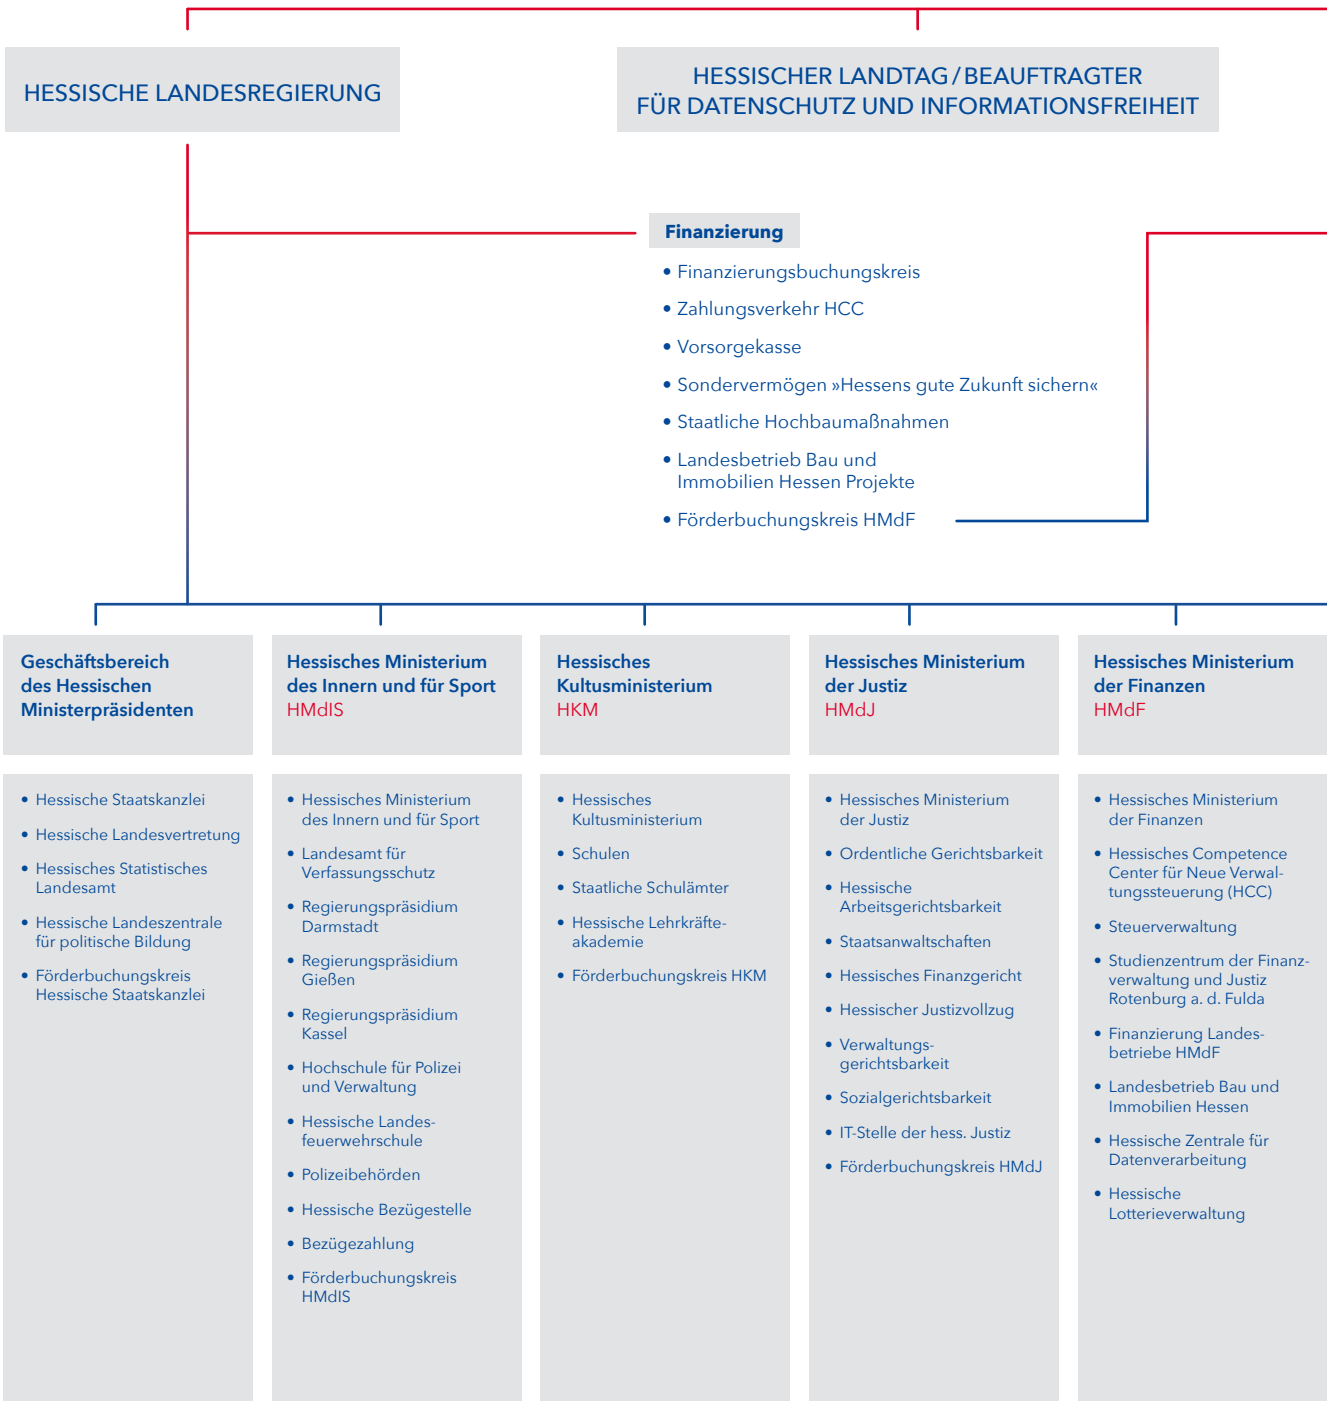 HESSISCHE LANDESREGIERUNG
HESSISCHER LANDTAG / BEAUFTRAGTER
FÜR DATENSCHUTZ UND INFORMATIONSFREIHEIT
Finanzierung
• Finanzierungsbuchungskreis
• Zahlungsverkehr HCC
• Vorsorgekasse
• Sondervermögen »Hessens gute Zukunft sichern«
• Staatliche Hochbaumaßnahmen
• Landesbetrieb Bau und
Immobilien Hessen Projekte
• Förderbuchungskreis HMdF
Geschäftsbereich
des Hessischen
Ministerpräsidenten
• Hessische Staatskanzlei
• Hessische Landesvertretung
• Hessisches Statistisches
Landesamt
• Hessische Landeszentrale
für politische Bildung
• Förderbuchungskreis
Hessische Staatskanzlei
Hessisches Ministerium
des Innern und für Sport
HMdIS
• Hessisches Ministerium
des Innern und für Sport
• Landesamt für
Verfassungsschutz
• Regierungspräsidium
Darmstadt
• Regierungspräsidium
Gießen
• Regierungspräsidium
Kassel
• Hochschule für Polizei
und Verwaltung
• Hessische Landes-
feuerwehrschule
• Polizeibehörden
• Hessische Bezügestelle
• Bezügezahlung
• Förderbuchungskreis
HMdIS
Hessisches
Kultusministerium
HKM
• Hessisches
Kultusministerium
• Schulen
• Staatliche Schulämter
• Hessische Lehrkräfte-
akademie
• Förderbuchungskreis HKM
Hessisches Ministerium
der Justiz
HMdJ
• Hessisches Ministerium
der Justiz
• Ordentliche Gerichtsbarkeit
• Hessische
Arbeitsgerichtsbarkeit
• Staatsanwaltschaften
• Hessisches Finanzgericht
• Hessischer Justizvollzug
• Verwaltungs-
gerichtsbarkeit
• Sozialgerichtsbarkeit
• IT-Stelle der hess. Justiz
• Förderbuchungskreis HMdJ
Hessisches Ministerium
der Finanzen
HMdF
• Hessisches Ministerium
der Finanzen
• Hessisches Competence
Center für Neue Verwal-
tungssteuerung (HCC)
• Steuerverwaltung
• Studienzentrum der Finanz-
verwaltung und Justiz
Rotenburg a. d. Fulda
• Finanzierung Landes-
betriebe HMdF
• Landesbetrieb Bau und
Immobilien Hessen
• Hessische Zentrale für
Datenverarbeitung
• Hessische
Lotterieverwaltung